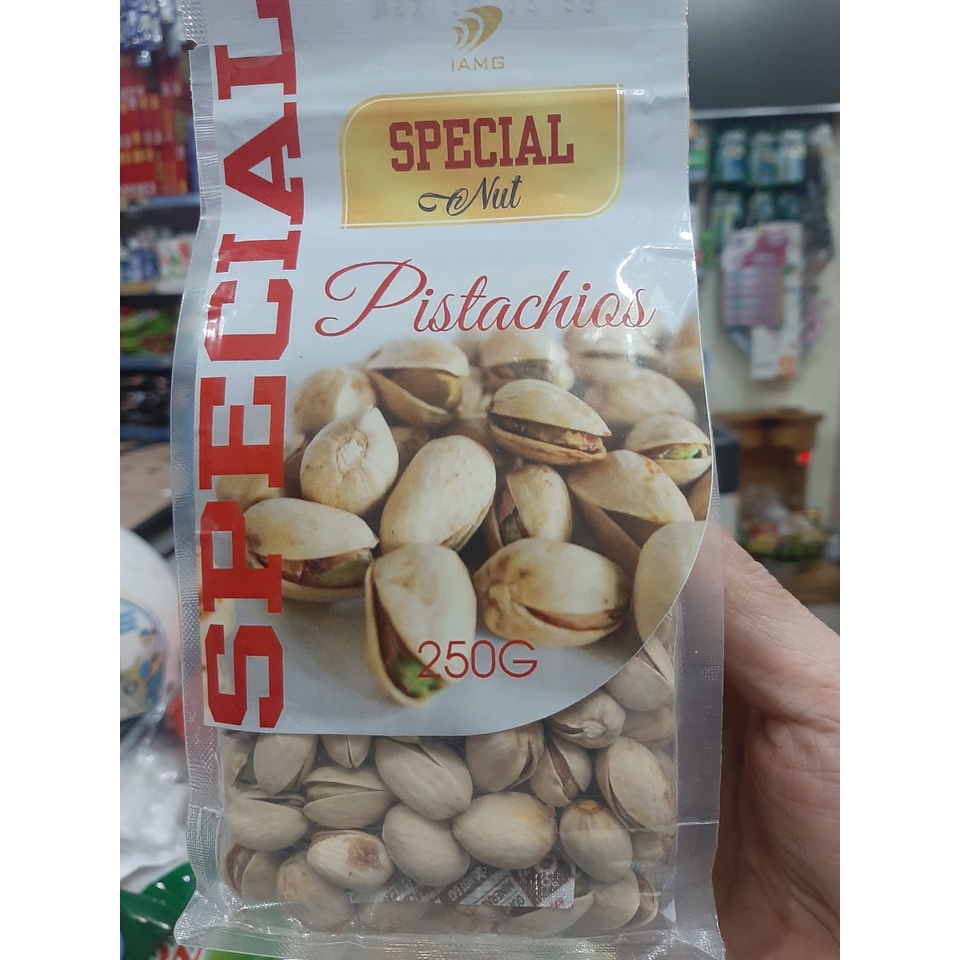 IAMG
SPECIAL
Nut
Pistachios
250G
SPECIAL